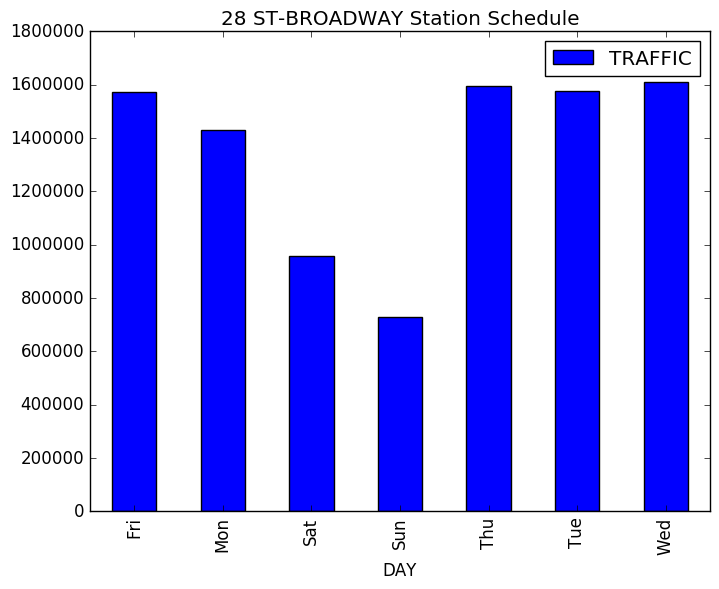 28 ST-BROADWAY Station Schedule
TRAFFIC
1800000
1600000
1400000
1200000
1000000
800000
600000
400000
200000
0
Fri
Mon
Sat
Sun
Thu
Tue
Wed
DAY